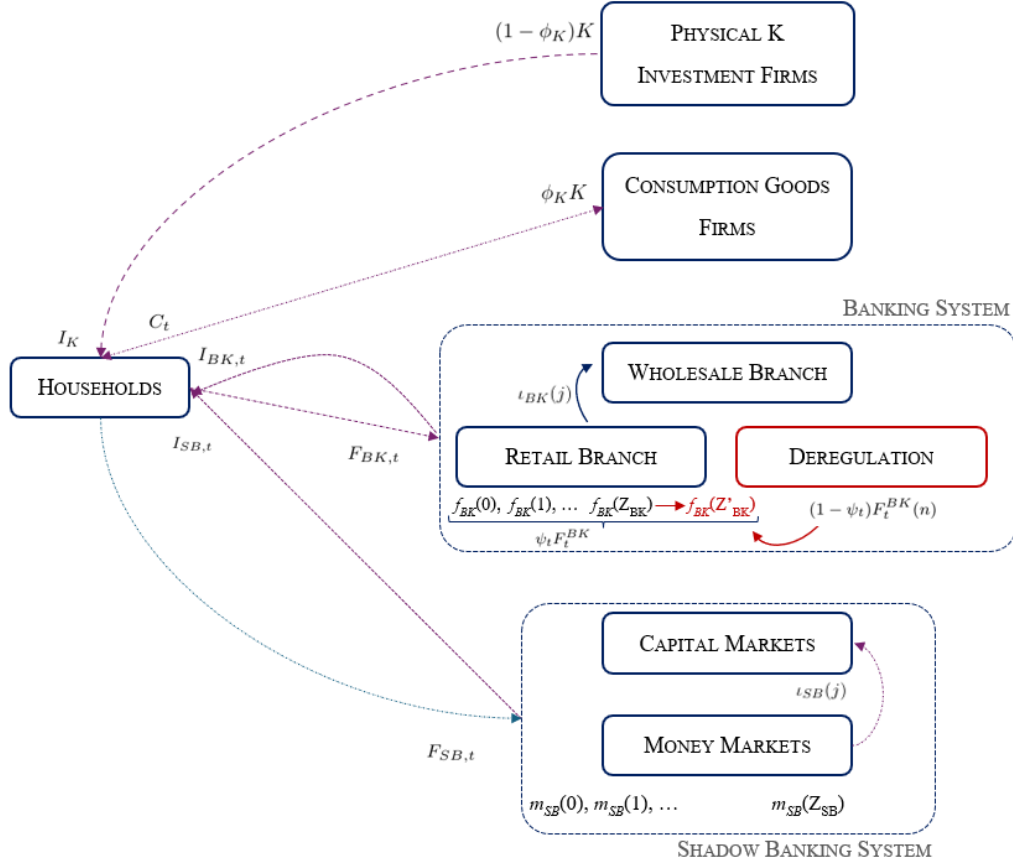 (1 − ϕ_K)K
PHYSICAL K
INVESTMENT FIRMS
CONSUMPTION GOODS
FIRMS
ϕ_K K
BANKING SYSTEM
I_K
C_t
I_{BK,t}
HOUSEHOLDS
WHOLESALE BRANCH
ι_{BK}(j)
I_{SB,t}
F_{BK,t}
RETAIL BRANCH
DEREGULATION
f_{BK}(0), f_{BK}(1), … f_{BK}(Z_{BK}) → f_{BK}(Z'_{BK})
(1 − ψ_t)F_t^{BK}(n)
ψ_t F_t^{BK}
CAPITAL MARKETS
ι_{SB}(j)
MONEY MARKETS
F_{SB,t}
m_{SB}(0), m_{SB}(1), … m_{SB}(Z_{SB})
SHADOW BANKING SYSTEM